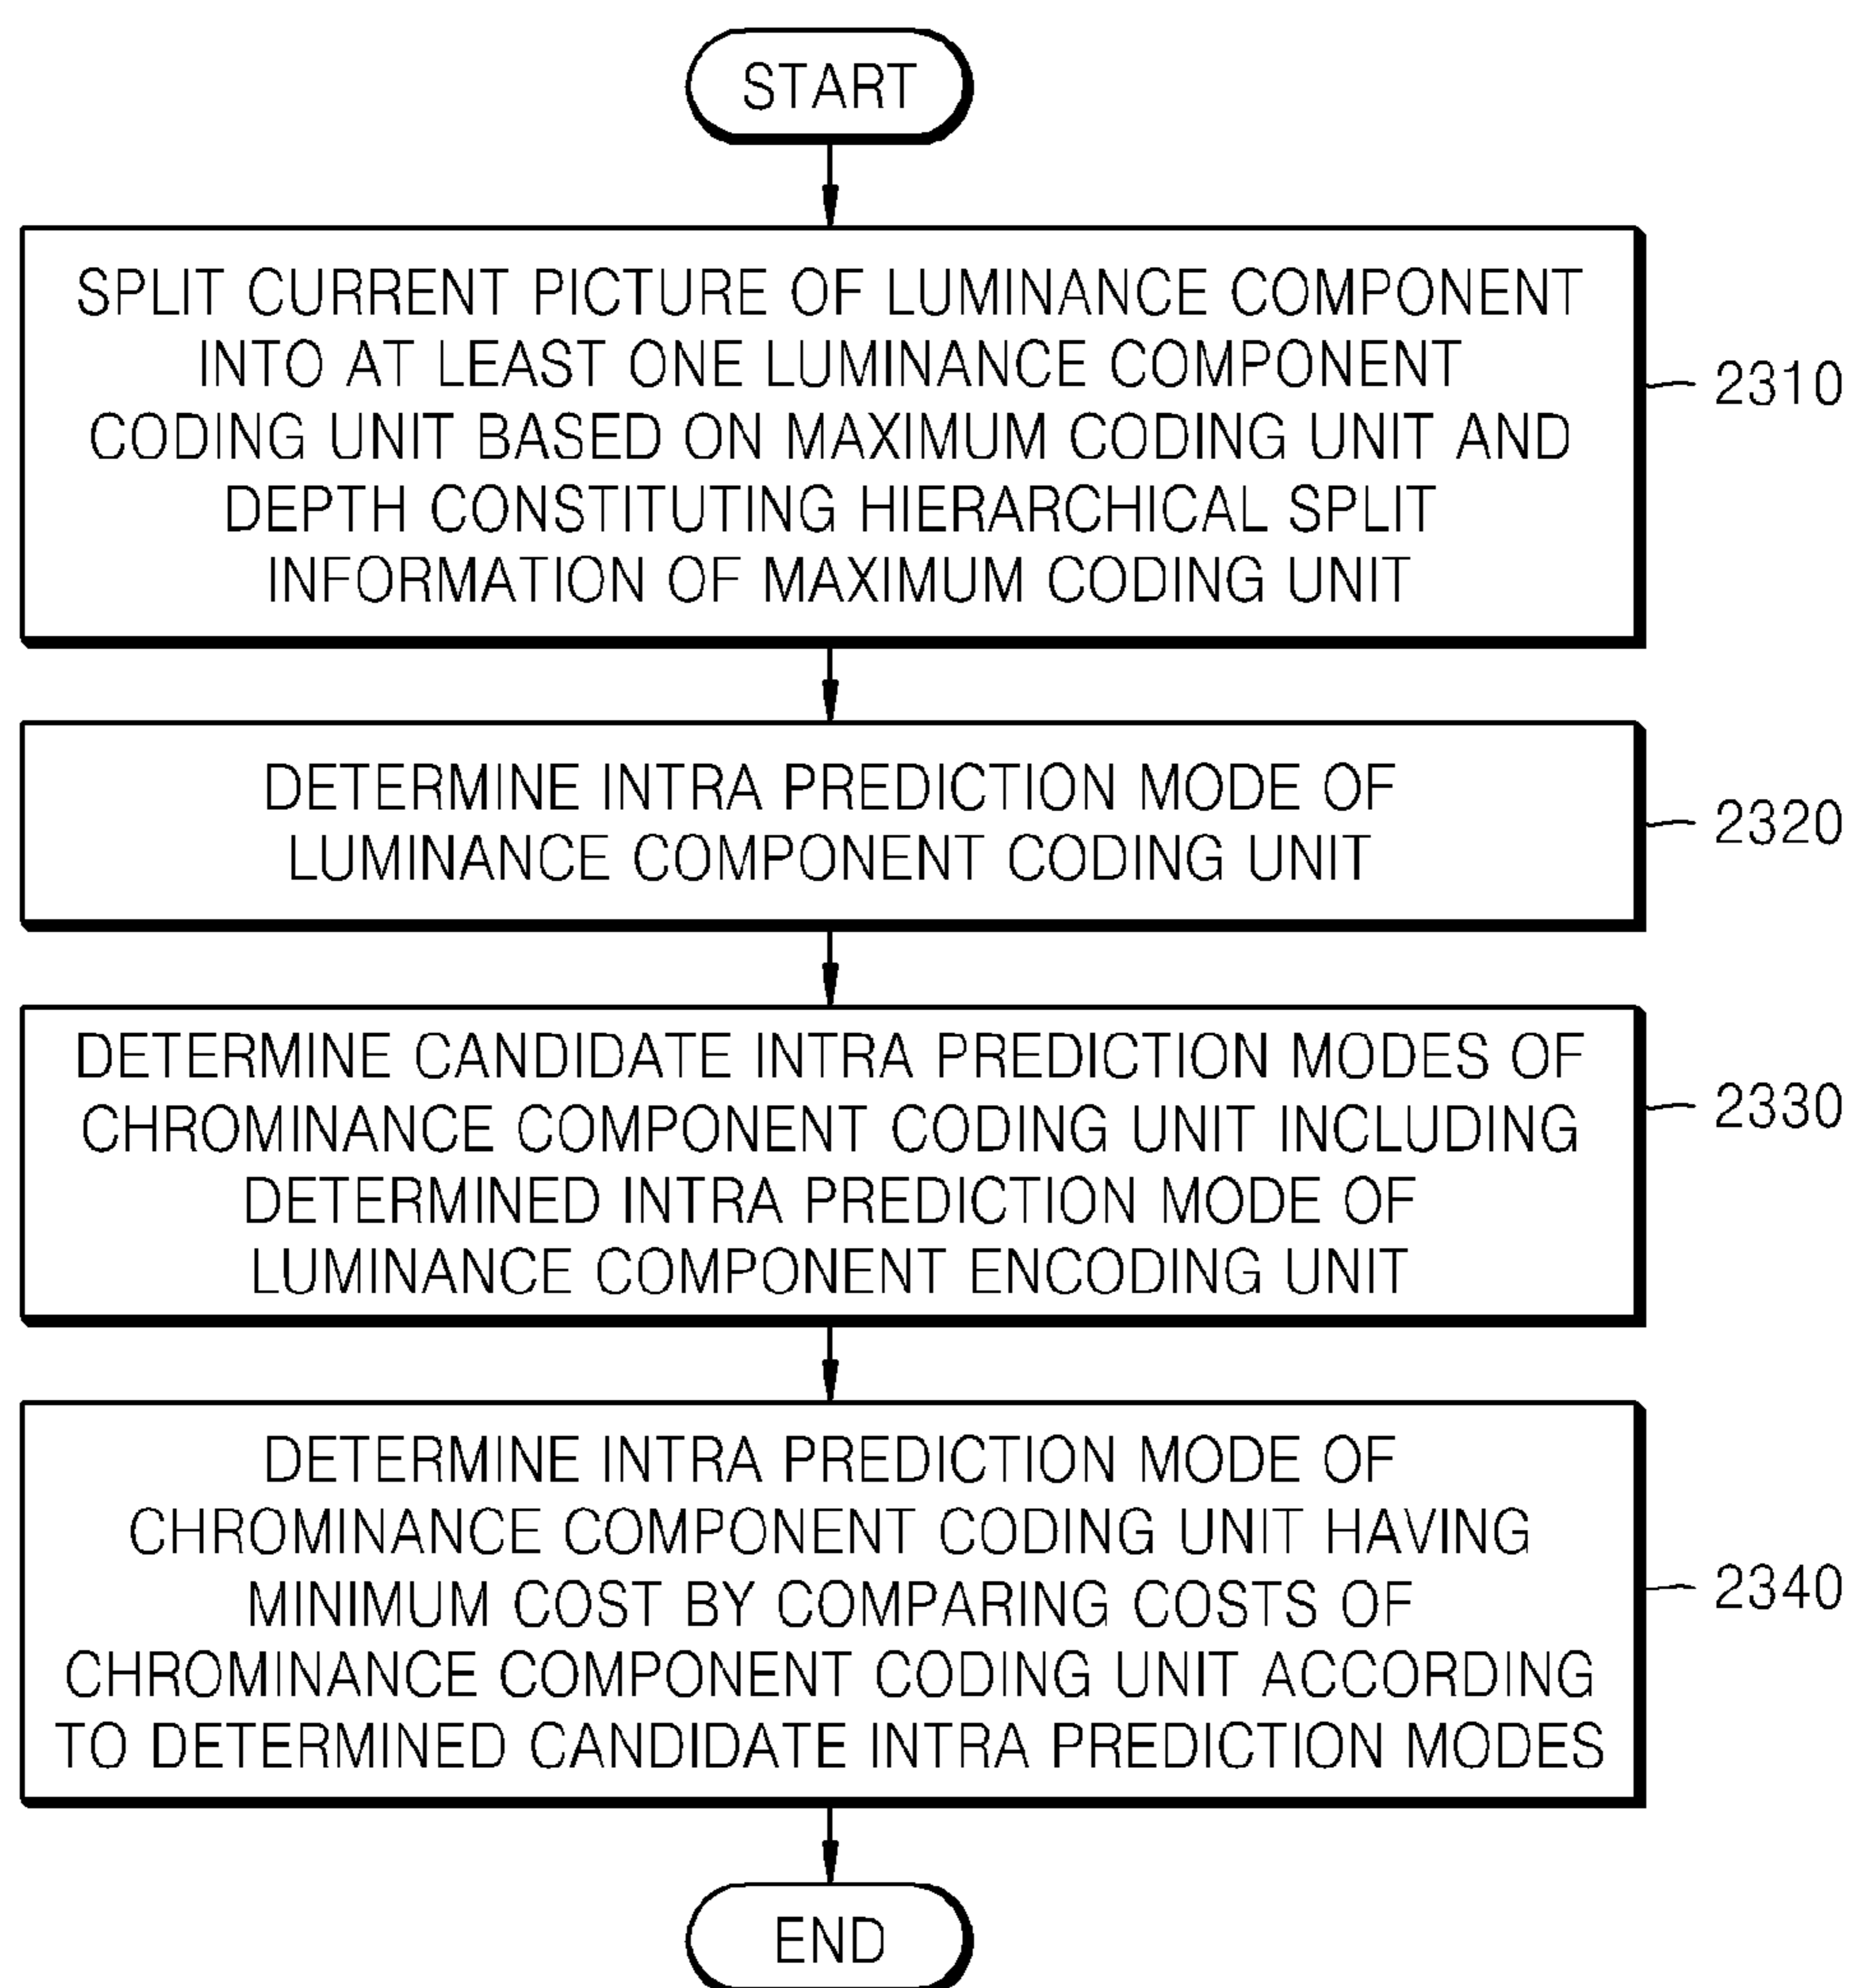 START
SPLIT CURRENT PICTURE OF LUMINANCE COMPONENT
INTO AT LEAST ONE LUMINANCE COMPONENT
CODING UNIT BASED ON MAXIMUM CODING UNIT AND
DEPTH CONSTITUTING HIERARCHICAL SPLIT
INFORMATION OF MAXIMUM CODING UNIT
2310
DETERMINE INTRA PREDICTION MODE OF
LUMINANCE COMPONENT CODING UNIT
2320
DETERMINE CANDIDATE INTRA PREDICTION MODES OF
CHROMINANCE COMPONENT CODING UNIT INCLUDING
DETERMINED INTRA PREDICTION MODE OF
LUMINANCE COMPONENT ENCODING UNIT
2330
DETERMINE INTRA PREDICTION MODE OF
CHROMINANCE COMPONENT CODING UNIT HAVING
MINIMUM COST BY COMPARING COSTS OF
CHROMINANCE COMPONENT CODING UNIT ACCORDING
TO DETERMINED CANDIDATE INTRA PREDICTION MODES
2340
END